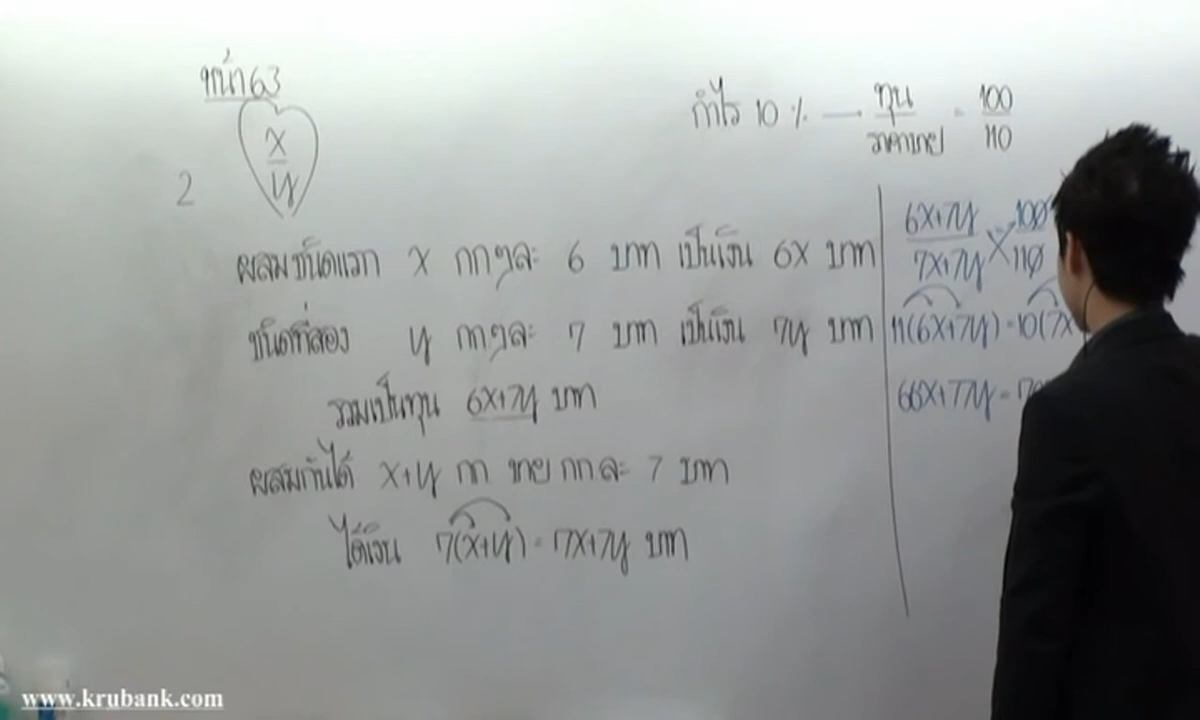 หน้า 63
x/y
2
กำไร 10 % → ทุน/ราคาขาย = 100/110
ผสมชนิดแรก x กก ๆ ละ 6 บาท เป็นเงิน 6x บาท
ชนิดที่สอง y กก ๆ ละ 7 บาท เป็นเงิน 7y บาท
รวมเป็นทุน 6x+7y บาท
ผสมกันได้ x+y กก ขาย กก ละ 7 บาท
ได้เงิน 7(x+y) = 7x+7y บาท
6x+7y/7x+7y = 100/110
11(6x+7y) = 10(7x
66x+77y = 70
www.krubank.com